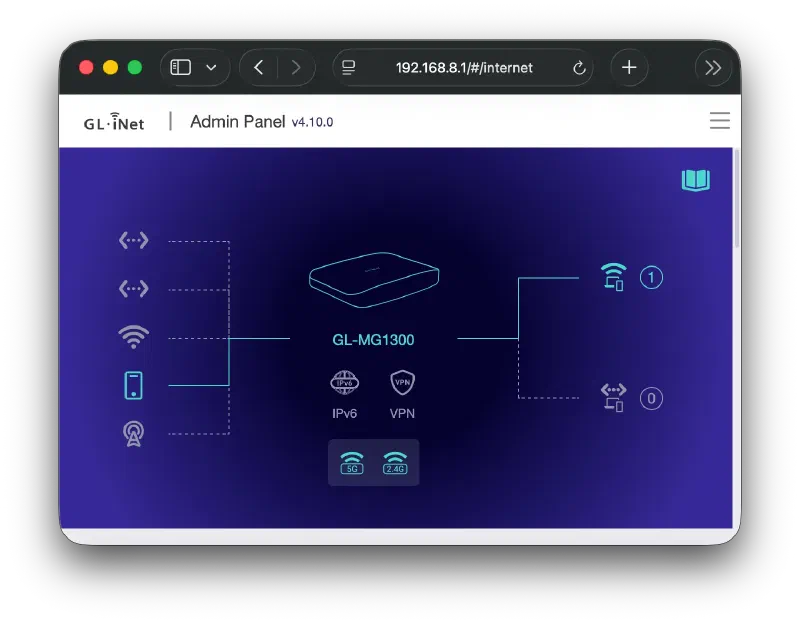 192.168.8.1/#/internet
GL·iNet | Admin Panel v4.10.0
1
GL-MG1300
IPv6 VPN
0
IPv6 VPN
5G 2.4G